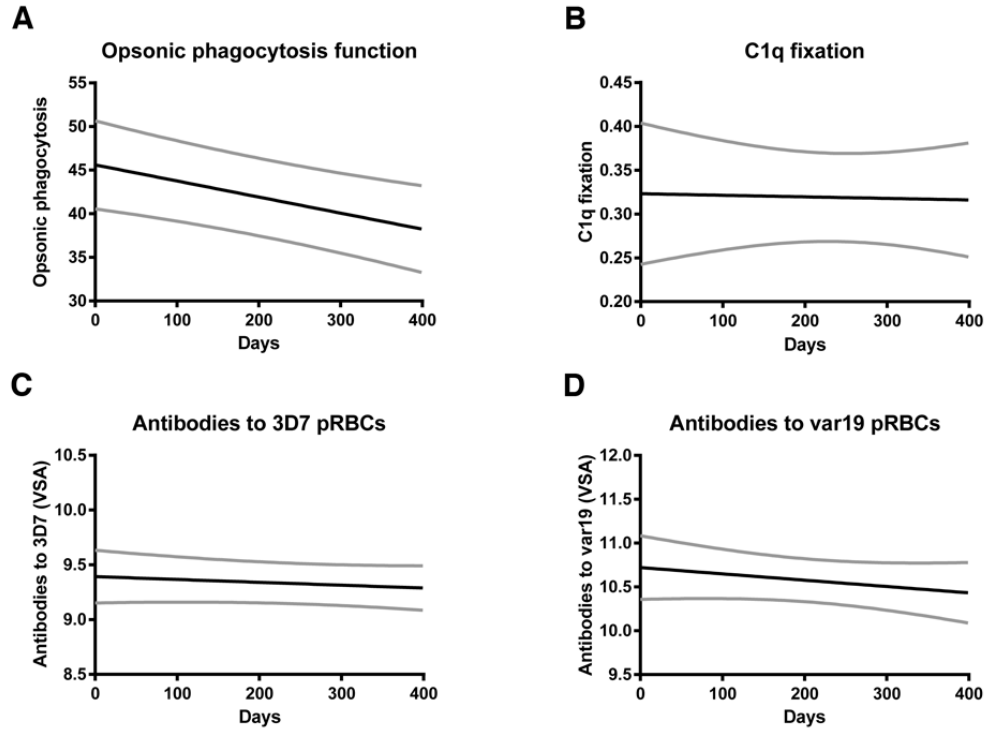 A
Opsonic phagocytosis function
Opsonic phagocytosis
55
50
45
40
35
30
0 100 200 300 400
Days
B
C1q fixation
C1q fixation
0.45
0.40
0.35
0.30
0.25
0.20
0 100 200 300 400
Days
C
Antibodies to 3D7 pRBCs
Antibodies to 3D7 (VSA)
10.5
10.0
9.5
9.0
8.5
0 100 200 300 400
Days
D
Antibodies to var19 pRBCs
Antibodies to var19 (VSA)
12.0
11.5
11.0
10.5
10.0
9.5
0 100 200 300 400
Days